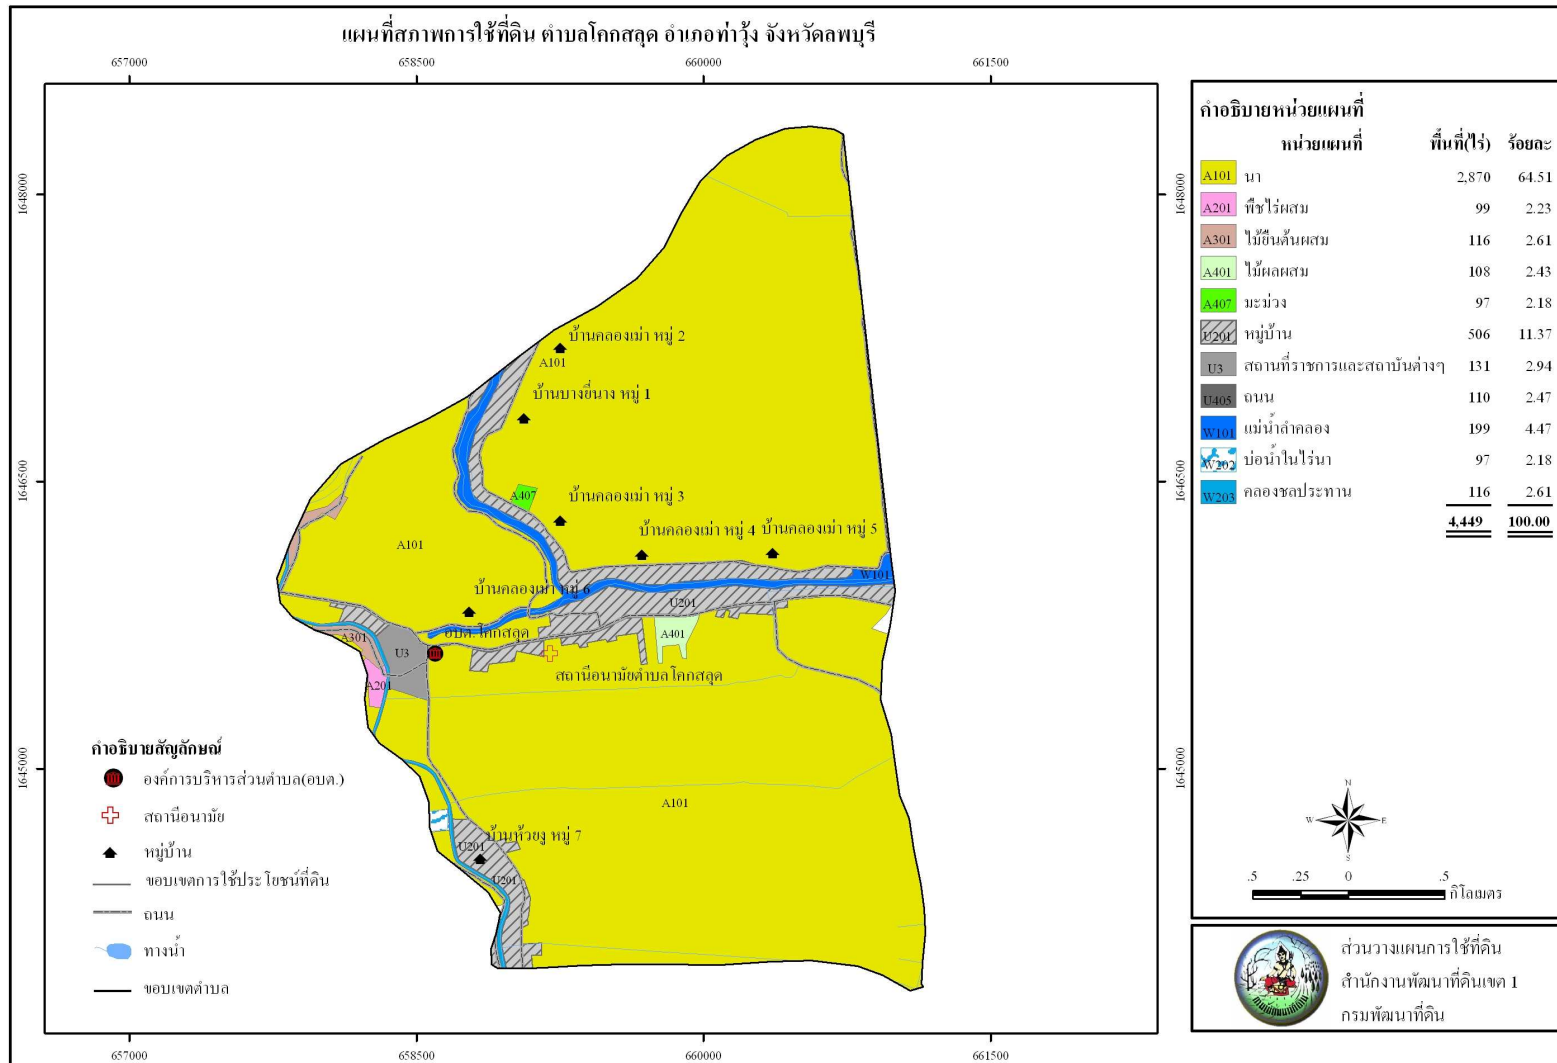 แผนที่สภาพการใช้ที่ดิน ตำบลโคกสลุด อำเภอท่าวุ้ง จังหวัดลพบุรี
657000 658500 660000 661500
1648000
1646500
1645000
บ้านคลองเม่า หมู่ 2
A101
บ้านบางขี่นาง หมู่ 1
A407
บ้านคลองเม่า หมู่ 3
บ้านคลองเม่า หมู่ 4
บ้านคลองเม่า หมู่ 5
A101
W101
บ้านคลองเม่า หมู่ 6
U201
อบต.โคกสลุด
A401
A301
U3
สถานีอนามัยตำบลโคกสลุด
A201
A101
บ้านห้วยงู หมู่ 7
U201
U201
คำอธิบายสัญลักษณ์
องค์การบริหารส่วนตำบล(อบต.)
สถานีอนามัย
หมู่บ้าน
ขอบเขตการใช้ประโยชน์ที่ดิน
ถนน
ทางน้ำ
ขอบเขตตำบล
1648000
1646500
1645000
657000 658500 660000 661500
คำอธิบายหน่วยแผนที่
หน่วยแผนที่ พื้นที่(ไร่) ร้อยละ
A101 นา 2,870 64.51
A201 พืชไร่ผสม 99 2.23
A301 ไม้ยืนต้นผสม 116 2.61
A401 ไม้ผลผสม 108 2.43
A407 มะม่วง 97 2.18
U201 หมู่บ้าน 506 11.37
U3 สถานที่ราชการและสถาบันต่างๆ 131 2.94
U405 ถนน 110 2.47
W101 แม่น้ำลำคลอง 199 4.47
W202 บ่อน้ำในไร่นา 97 2.18
W203 คลองชลประทาน 116 2.61
4,449 100.00
N
W E
S
.5 .25 0 .5
กิโลเมตร
กรมพัฒนาที่ดิน
ส่วนวางแผนการใช้ที่ดิน
สำนักงานพัฒนาที่ดินเขต 1
กรมพัฒนาที่ดิน